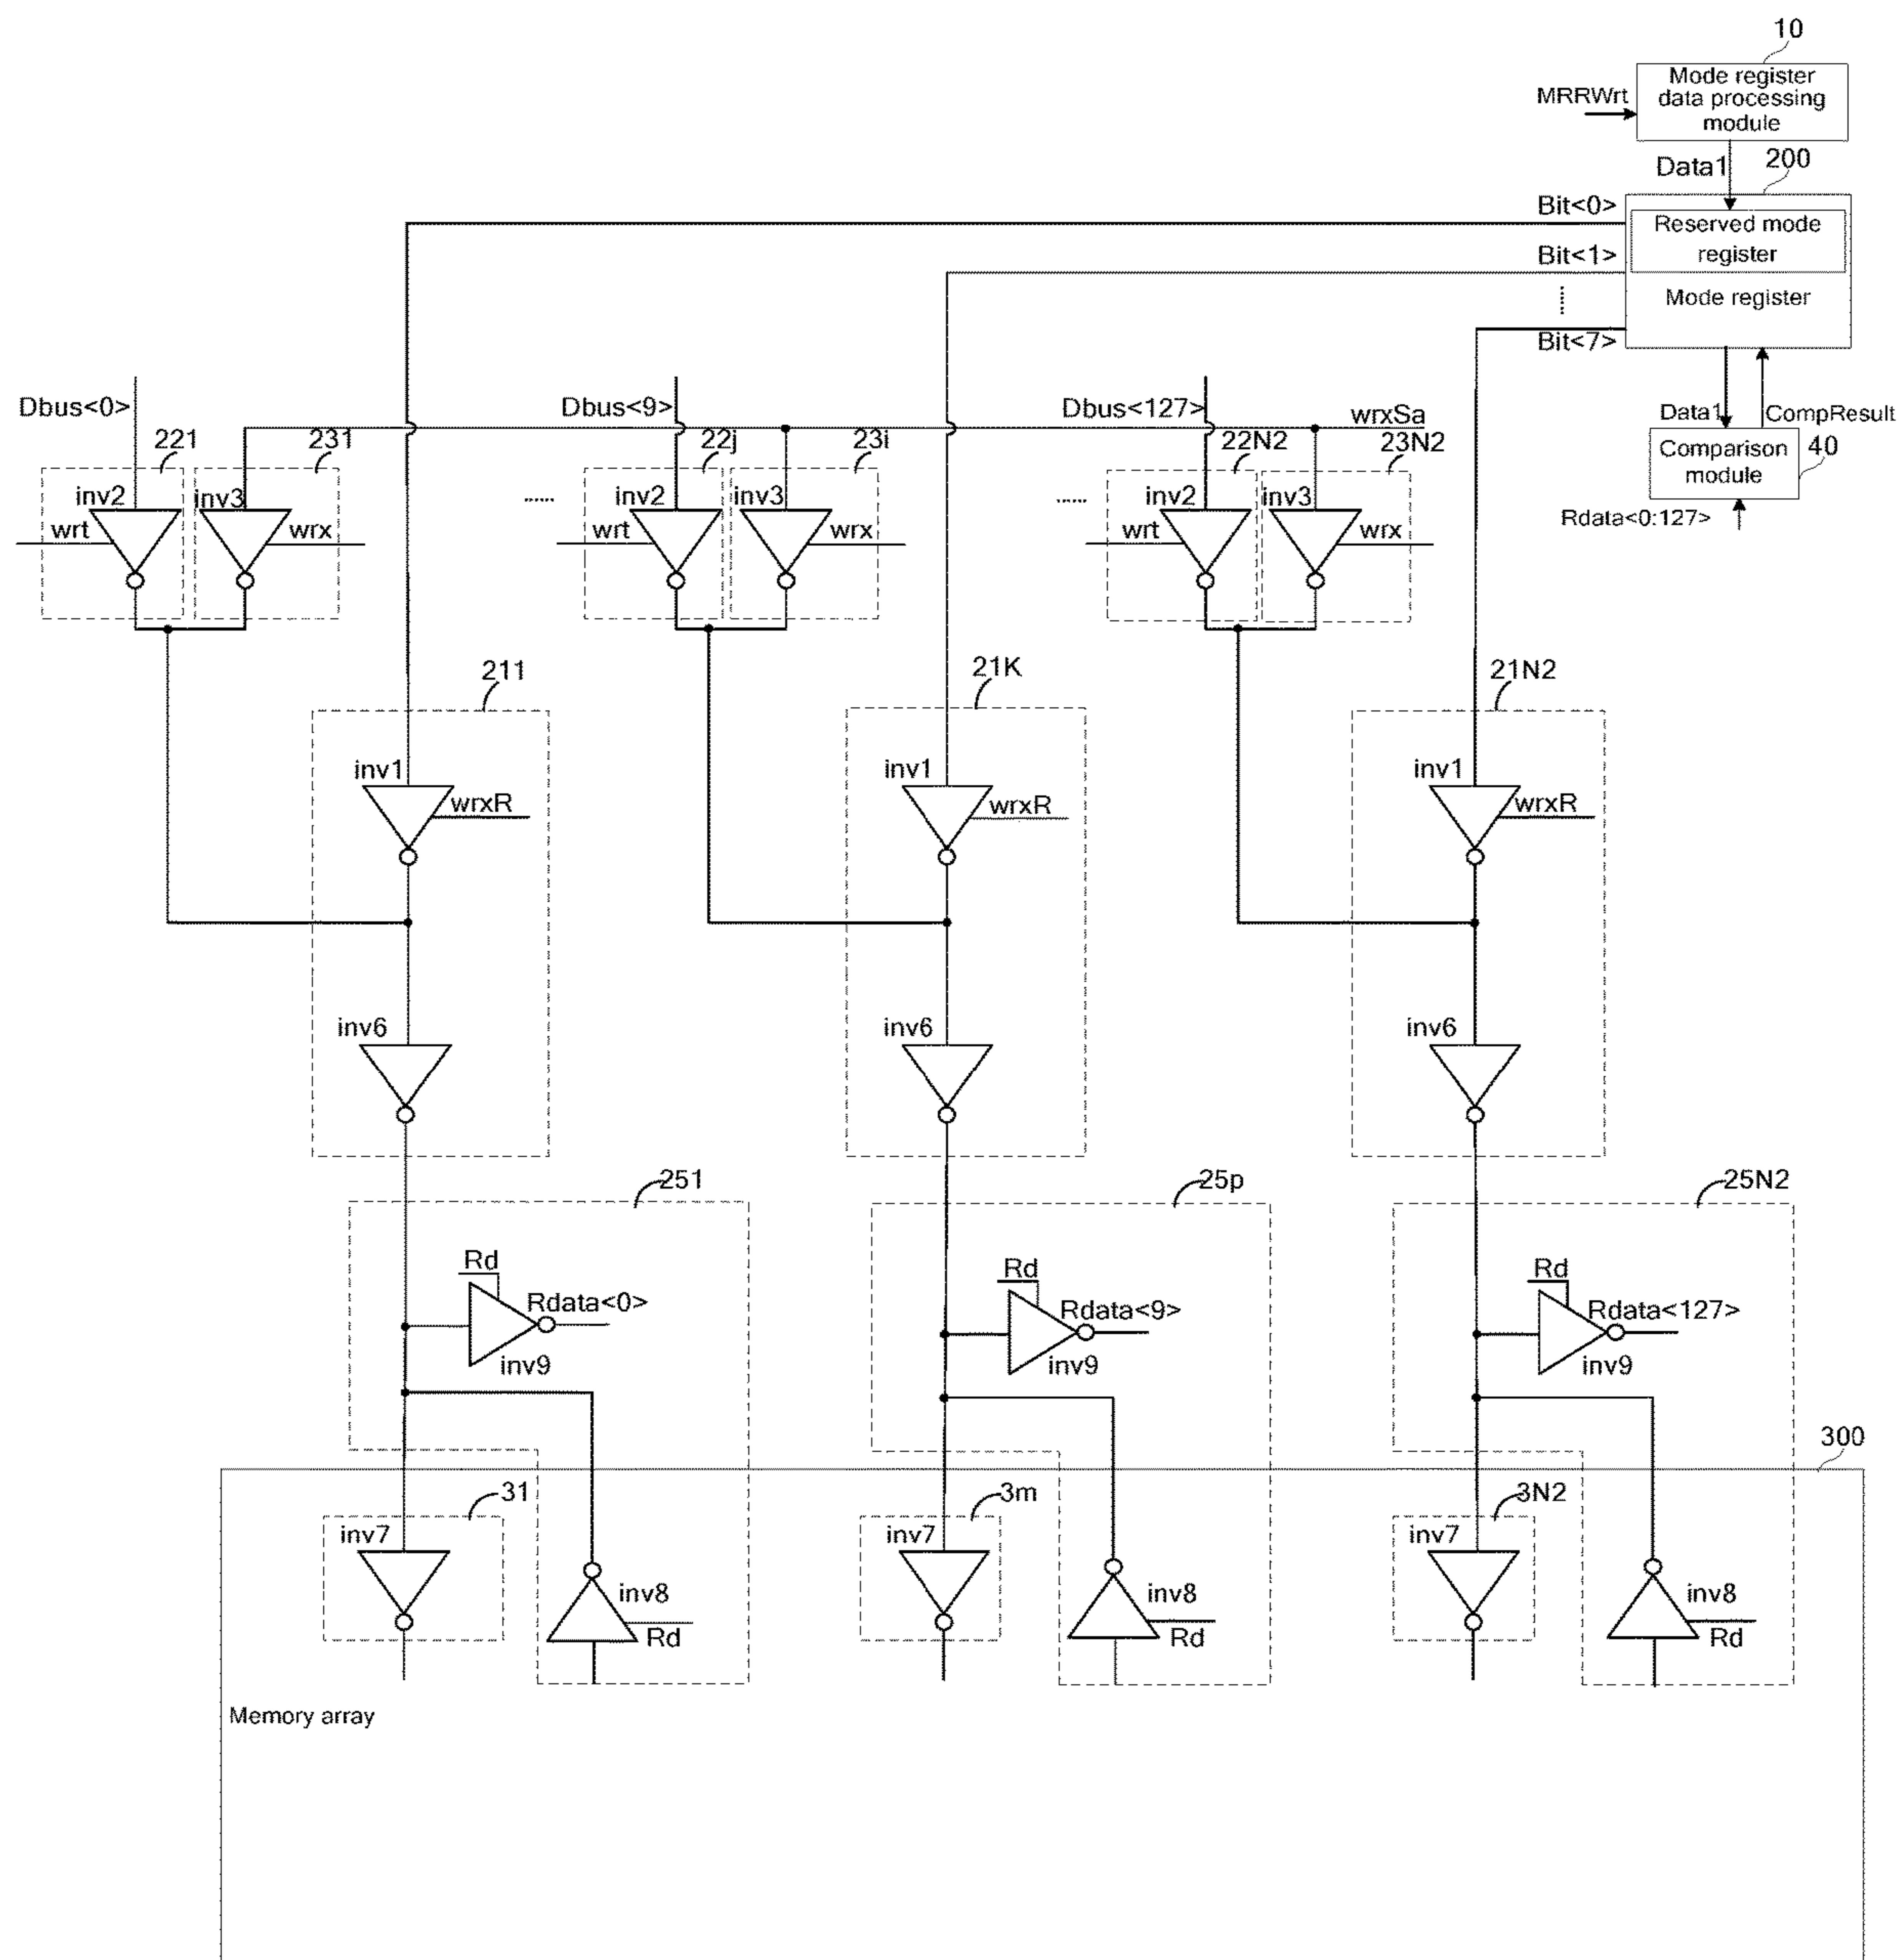 10
Mode register
data processing
module
MRRWrt
Data1
200
Bit<0>
Reserved mode
register
Bit<1>
Mode register
Bit<7>
Dbus<0>
Dbus<9>
Dbus<127>
wrxSa
Data1
CompResult
221
231
22j
23i
22N2
23N2
Comparison
module
40
Rdata<0:127>
inv2
inv3
inv2
inv3
inv2
inv3
......
......
wrt
wrx
wrt
wrx
wrt
wrx
211
21K
21N2
inv1
inv1
inv1
wrxR
wrxR
wrxR
inv6
inv6
inv6
251
25p
25N2
Rd
Rd
Rd
Rdata<0>
Rdata<9>
Rdata<127>
inv9
inv9
inv9
300
31
3m
3N2
inv7
inv7
inv7
inv8
inv8
inv8
Rd
Rd
Rd
Memory array